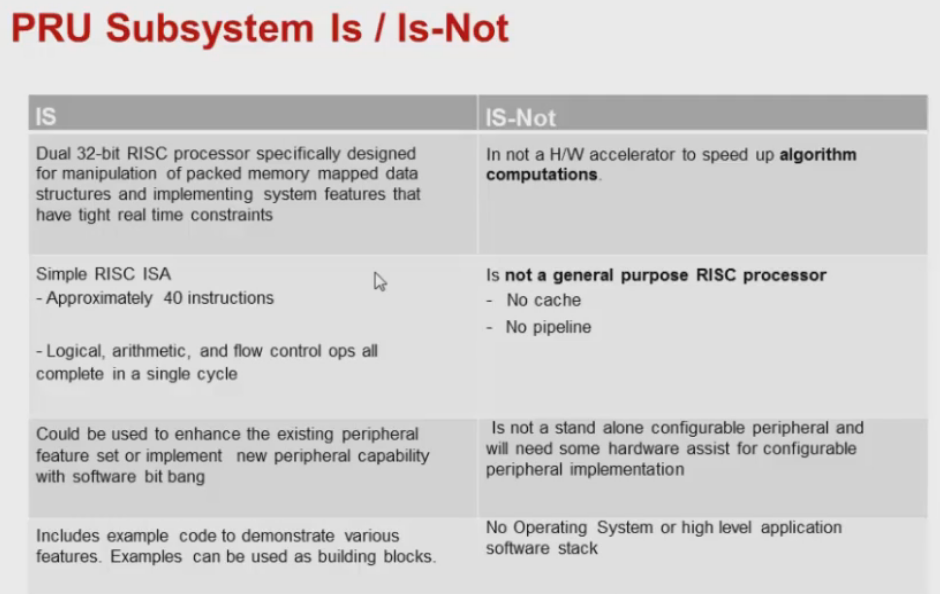 PRU Subsystem Is / Is-Not
IS
IS-Not
Dual 32-bit RISC processor specifically designed
for manipulation of packed memory mapped data
structures and implementing system features that
have tight real time constraints
In not a H/W accelerator to speed up algorithm
computations.
Simple RISC ISA
- Approximately 40 instructions
- Logical, arithmetic, and flow control ops all
complete in a single cycle
Is not a general purpose RISC processor
- No cache
- No pipeline
Could be used to enhance the existing peripheral
feature set or implement new peripheral capability
with software bit bang
Is not a stand alone configurable peripheral and
will need some hardware assist for configurable
peripheral implementation
Includes example code to demonstrate various
features. Examples can be used as building blocks.
No Operating System or high level application
software stack